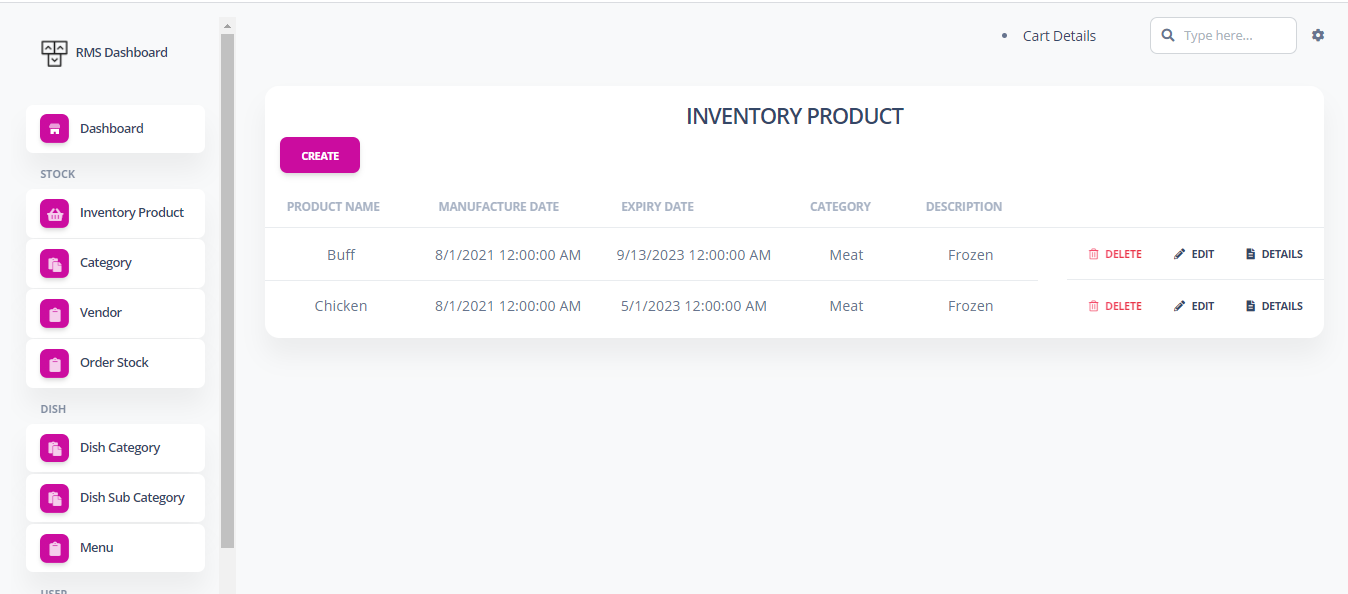 RMS Dashboard
Cart Details
Type here...
Dashboard
STOCK
Inventory Product
Category
Vendor
Order Stock
DISH
Dish Category
Dish Sub Category
Menu
USER
INVENTORY PRODUCT
CREATE
PRODUCT NAME MANUFACTURE DATE EXPIRY DATE CATEGORY DESCRIPTION
Buff 8/1/2021 12:00:00 AM 9/13/2023 12:00:00 AM Meat Frozen DELETE EDIT DETAILS
Chicken 8/1/2021 12:00:00 AM 5/1/2023 12:00:00 AM Meat Frozen DELETE EDIT DETAILS